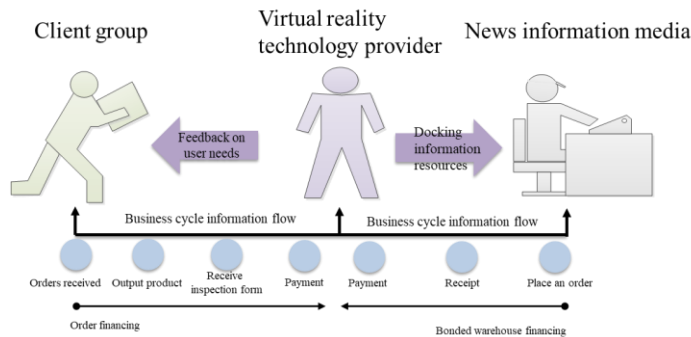 Client group
Virtual reality
technology provider
News information media
Feedback on
user needs
Docking
information
resources
Business cycle information flow
Business cycle information flow
Orders received
Output product
Receive
inspection form
Payment
Payment
Receipt
Place an order
Order financing
Bonded warehouse financing